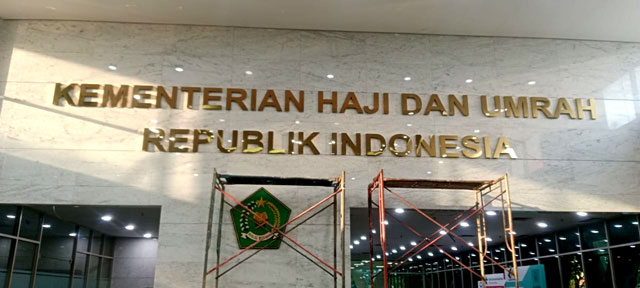 KEMENTERIAN HAJI DAN UMRAH
REPUBLIK INDONESIA